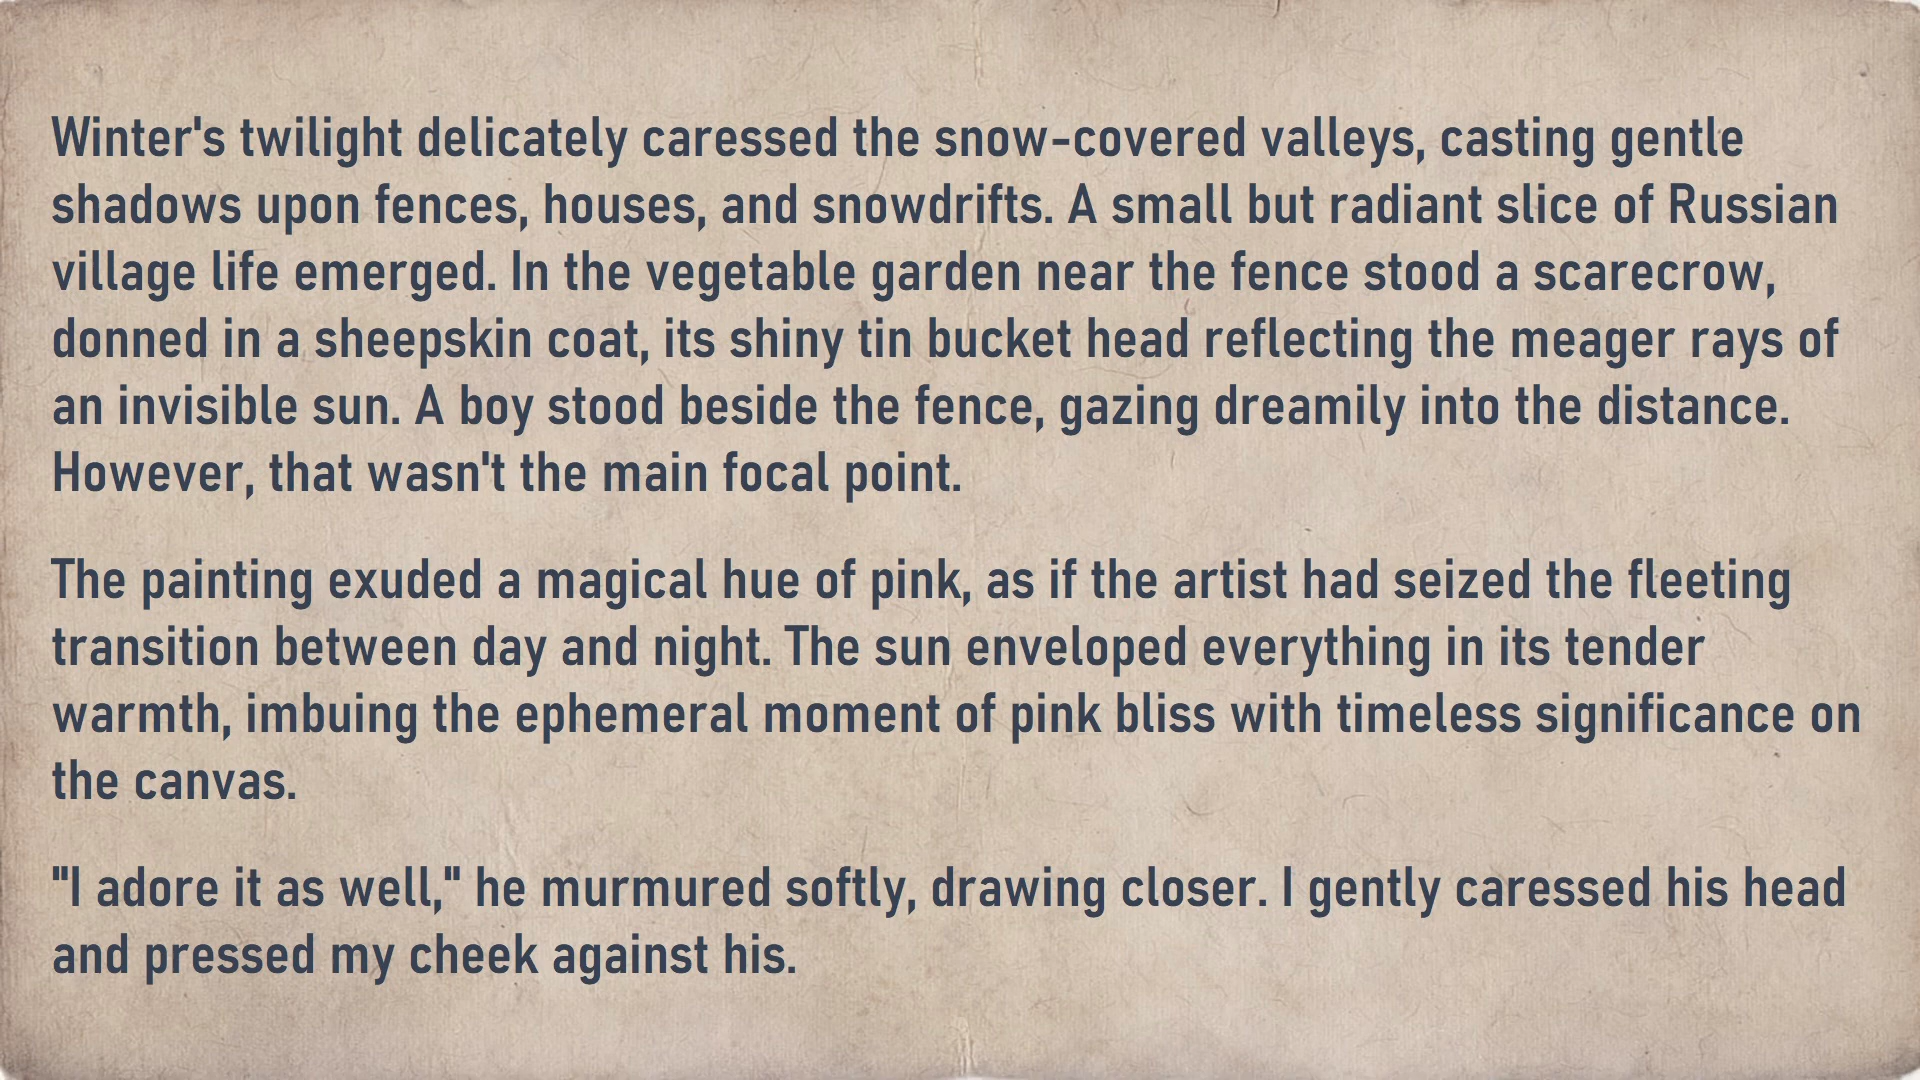 Winter's twilight delicately caressed the snow-covered valleys, casting gentle
shadows upon fences, houses, and snowdrifts. A small but radiant slice of Russian
village life emerged. In the vegetable garden near the fence stood a scarecrow,
donned in a sheepskin coat, its shiny tin bucket head reflecting the meager rays of
an invisible sun. A boy stood beside the fence, gazing dreamily into the distance.
However, that wasn't the main focal point.
The painting exuded a magical hue of pink, as if the artist had seized the fleeting
transition between day and night. The sun enveloped everything in its tender
warmth, imbuing the ephemeral moment of pink bliss with timeless significance on
the canvas.
"I adore it as well," he murmured softly, drawing closer. I gently caressed his head
and pressed my cheek against his.